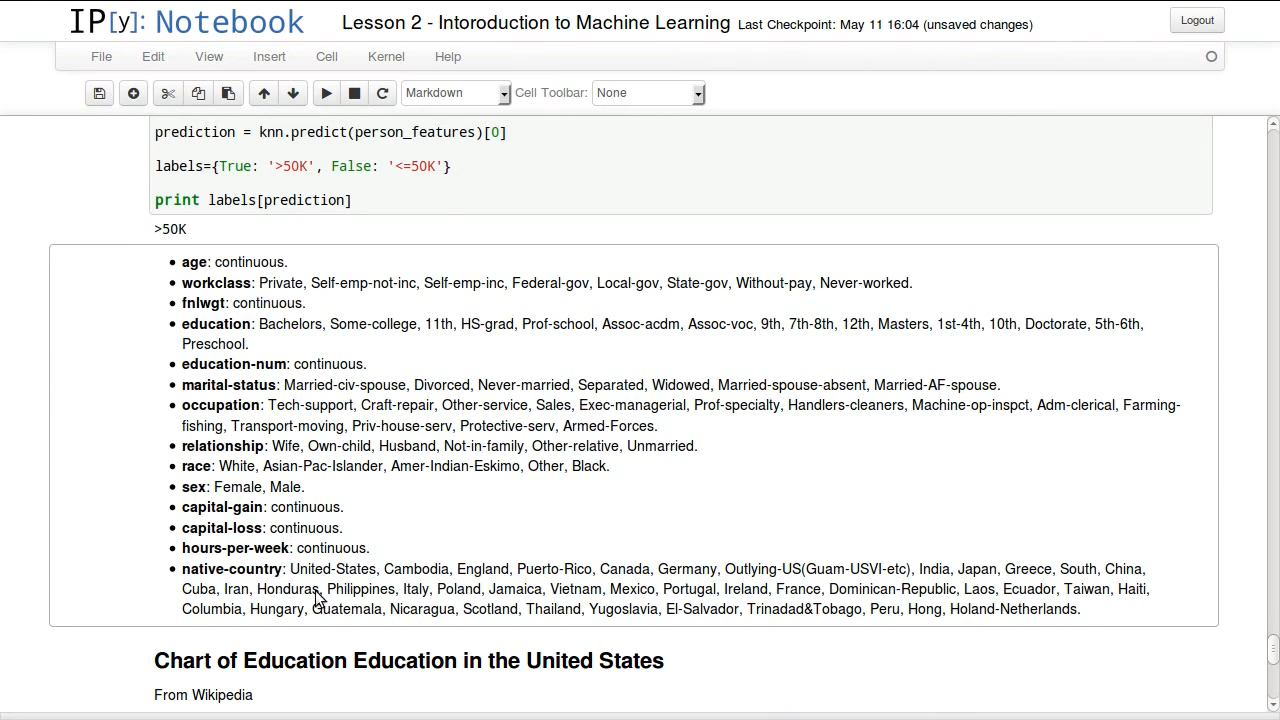 IP[y]: Notebook Lesson 2 - Intoroduction to Machine Learning Last Checkpoint: May 11 16:04 (unsaved changes) Logout
File Edit View Insert Cell Kernel Help
Markdown Cell Toolbar: None
prediction = knn.predict(person_features)[0]
labels={True: '>50K', False: '<=50K'}
print labels[prediction]
>50K
• age: continuous.
• workclass: Private, Self-emp-not-inc, Self-emp-inc, Federal-gov, Local-gov, State-gov, Without-pay, Never-worked.
• fnlwgt: continuous.
• education: Bachelors, Some-college, 11th, HS-grad, Prof-school, Assoc-acdm, Assoc-voc, 9th, 7th-8th, 12th, Masters, 1st-4th, 10th, Doctorate, 5th-6th,
Preschool.
• education-num: continuous.
• marital-status: Married-civ-spouse, Divorced, Never-married, Separated, Widowed, Married-spouse-absent, Married-AF-spouse.
• occupation: Tech-support, Craft-repair, Other-service, Sales, Exec-managerial, Prof-specialty, Handlers-cleaners, Machine-op-inspct, Adm-clerical, Farming-
fishing, Transport-moving, Priv-house-serv, Protective-serv, Armed-Forces.
• relationship: Wife, Own-child, Husband, Not-in-family, Other-relative, Unmarried.
• race: White, Asian-Pac-Islander, Amer-Indian-Eskimo, Other, Black.
• sex: Female, Male.
• capital-gain: continuous.
• capital-loss: continuous.
• hours-per-week: continuous.
• native-country: United-States, Cambodia, England, Puerto-Rico, Canada, Germany, Outlying-US(Guam-USVI-etc), India, Japan, Greece, South, China,
Cuba, Iran, Honduras, Philippines, Italy, Poland, Jamaica, Vietnam, Mexico, Portugal, Ireland, France, Dominican-Republic, Laos, Ecuador, Taiwan, Haiti,
Columbia, Hungary, Guatemala, Nicaragua, Scotland, Thailand, Yugoslavia, El-Salvador, Trinadad&Tobago, Peru, Hong, Holand-Netherlands.
Chart of Education Education in the United States
From Wikipedia